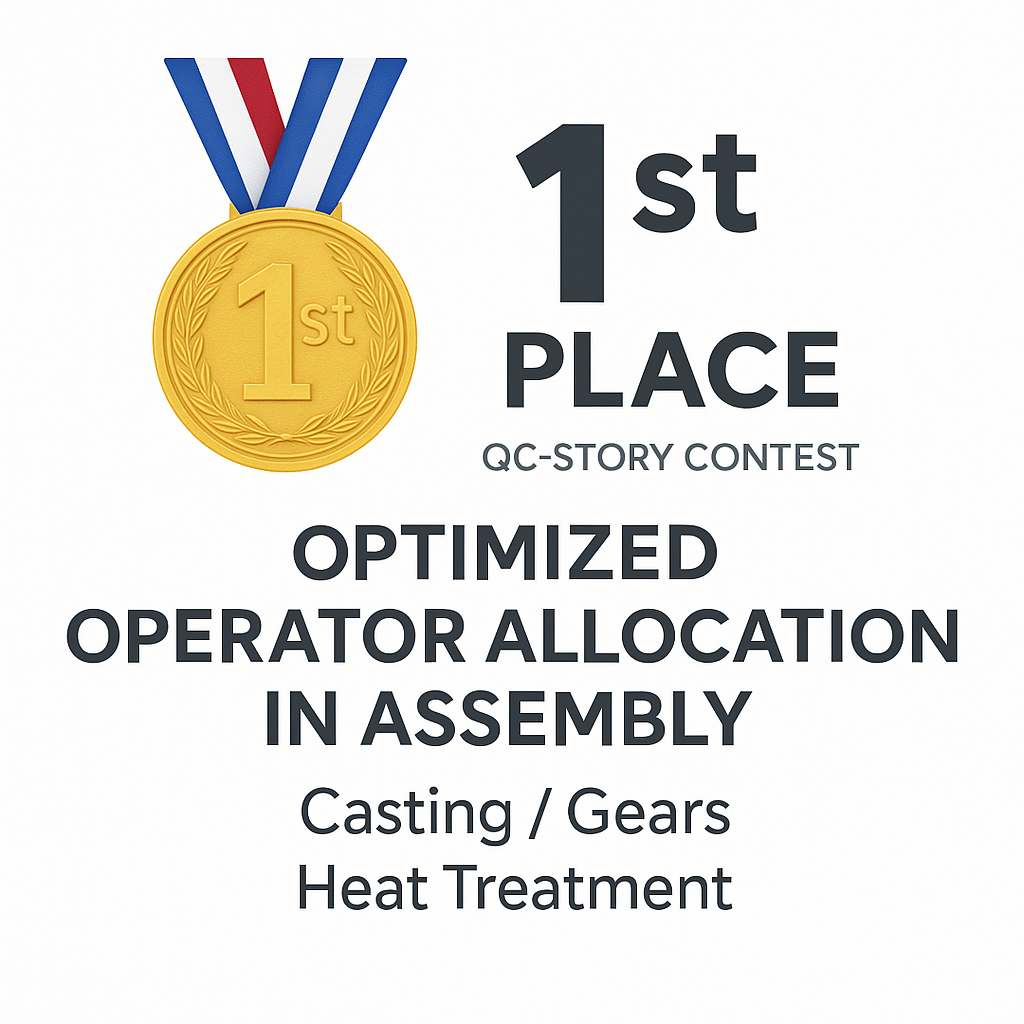 1st
1st
PLACE
QC-STORY CONTEST
OPTIMIZED
OPERATOR ALLOCATION
IN ASSEMBLY
Casting / Gears
Heat Treatment